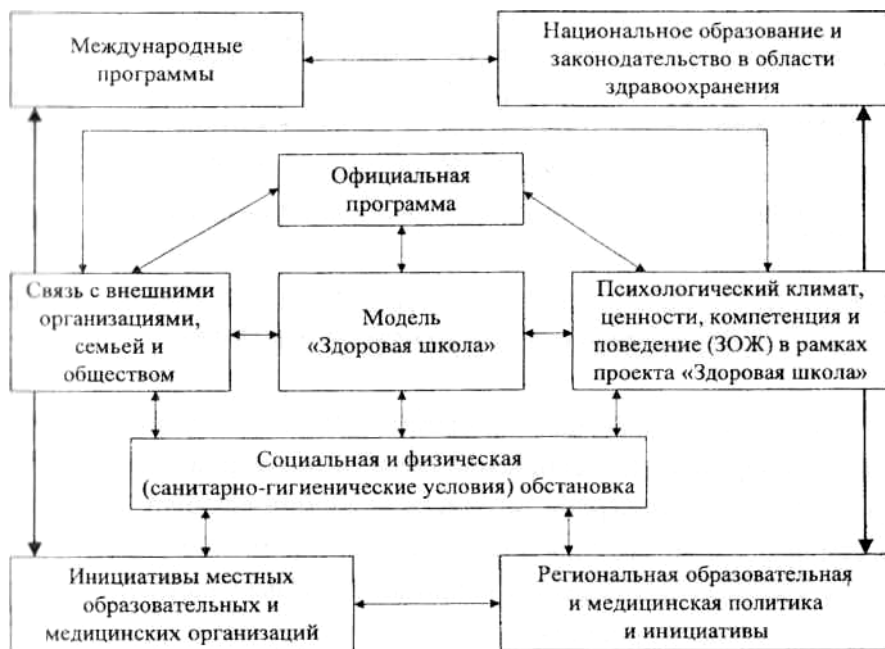 Международные
программы
Национальное образование и
законодательство в области
здравоохранения
Официальная
программа
Связь с внешними
организациями,
семьей и
обществом
Модель
«Здоровая школа»
Психологический климат,
ценности, компетенция и
поведение (ЗОЖ) в рамках
проекта «Здоровая школа»
Социальная и физическая
(санитарно-гигиенические условия) обстановка
Инициативы местных
образовательных и
медицинских организаций
Региональная образовательная
и медицинская политика
и инициативы